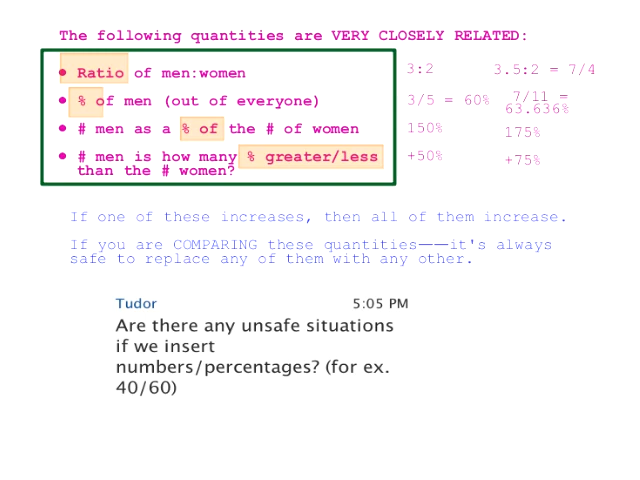 The following quantities are VERY CLOSELY RELATED:
• Ratio of men:women 3:2 3.5:2 = 7/4
• % of men (out of everyone) 3/5 = 60% 7/11 =
63.636%
• # men as a % of the # of women 150% 175%
• # men is how many % greater/less +50% +75%
than the # women?
If one of these increases, then all of them increase.
If you are COMPARING these quantities——it's always
safe to replace any of them with any other.
Tudor 5:05 PM
Are there any unsafe situations
if we insert
numbers/percentages? (for ex.
40/60)